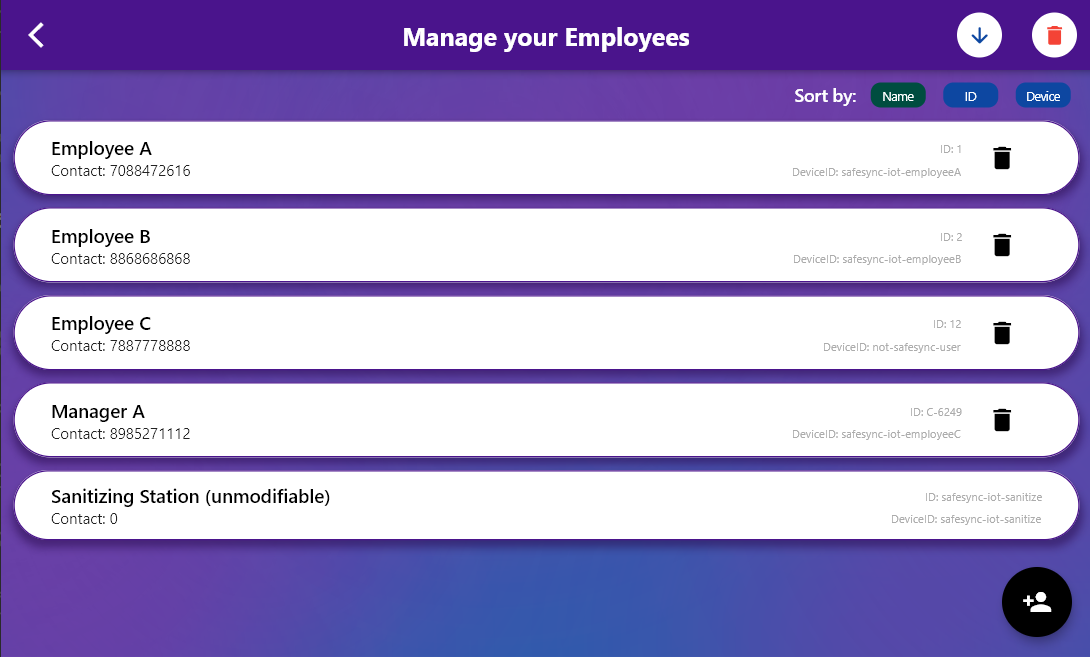 Manage your Employees
Sort by: Name ID Device
Employee A
Contact: 7088472616
ID: 1
DeviceID: safesync-iot-employeeA
Employee B
Contact: 8868686868
ID: 2
DeviceID: safesync-iot-employeeB
Employee C
Contact: 7887778888
ID: 12
DeviceID: not-safesync-user
Manager A
Contact: 8985271112
ID: C-6249
DeviceID: safesync-iot-employeeC
Sanitizing Station (unmodifiable)
Contact: 0
ID: safesync-iot-sanitize
DeviceID: safesync-iot-sanitize